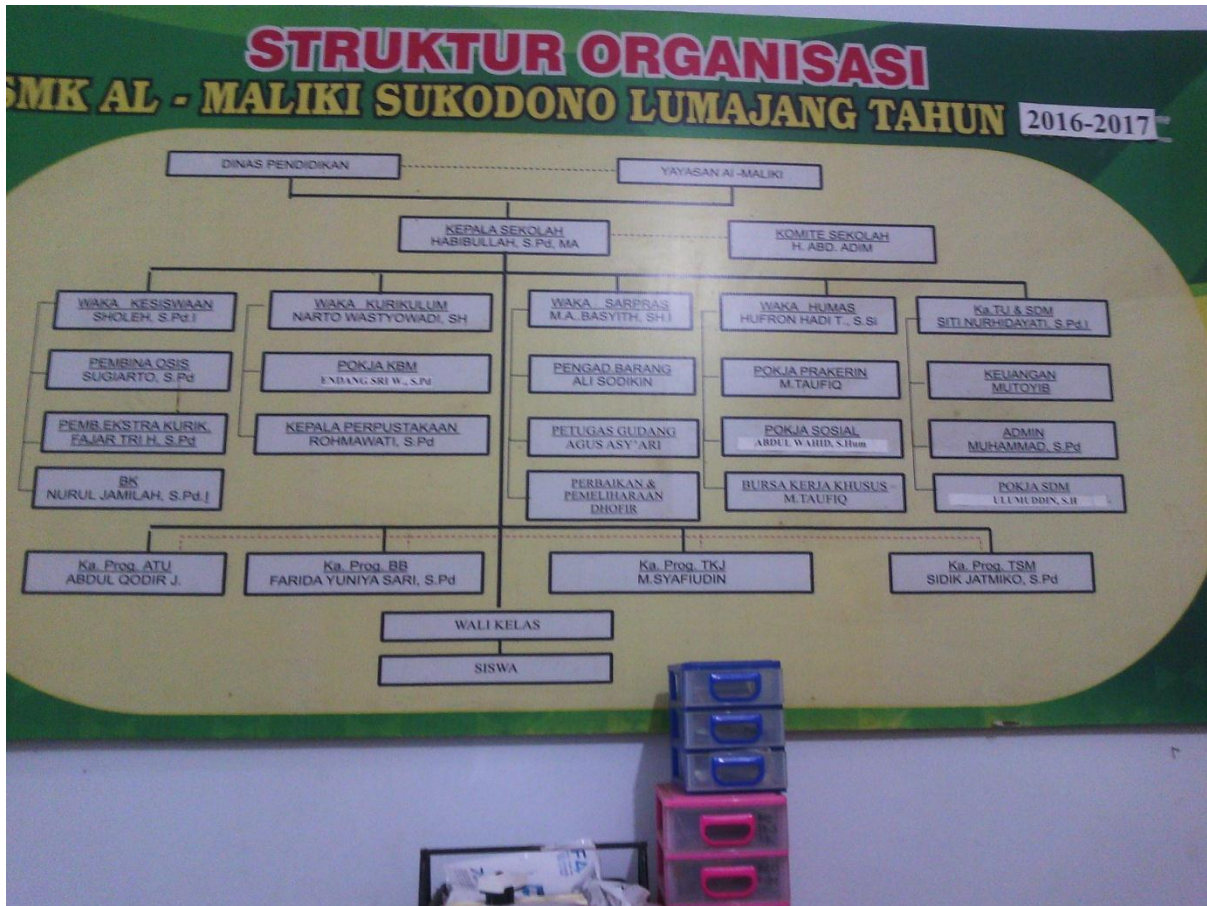 STRUKTUR ORGANISASI
SMK AL - MALIKI SUKODONO LUMAJANG TAHUN 2016-2017
DINAS PENDIDIKAN
YAYASAN Al -MALIKI
KEPALA SEKOLAH
HABIBULLAH, S.Pd, MA
KOMITE SEKOLAH
H. ABD. ADIM
WAKA KESISWAAN
SHOLEH, S.Pd.I
WAKA KURIKULUM
NARTO WASTYOWADI, SH
WAKA SARPRAS
M.A. BASYITH, SH.I
WAKA HUMAS
HUFRON HADI T., S.Si
Ka.TU & SDM
SITI NURHIDAYATI, S.Pd.I
PEMBINA OSIS
SUGIARTO, S.Pd
POKJA KBM
ENDANG SRI W., S.Pd
PENGAD.BARANG
ALI SODIKIN
POKJA PRAKERIN
M.TAUFIQ
KEUANGAN
MUTOYIB
PEMB.EKSTRA KURIK.
FAJAR TRI H, S.Pd
KEPALA PERPUSTAKAAN
ROHMAWATI, S.Pd
PETUGAS GUDANG
AGUS ASY'ARI
POKJA SOSIAL
ABDUL WAHID, S.Hum
ADMIN
MUHAMMAD, S.Pd
BK
NURUL JAMILAH, S.Pd.I
PERBAIKAN &
PEMELIHARAAN
DHOFIR
BURSA KERJA KHUSUS
M.TAUFIQ
POKJA SDM
ULUMUDDIN, S.H
Ka. Prog. ATU
ABDUL QODIR J.
Ka. Prog. BB
FARIDA YUNIYA SARI, S.Pd
Ka. Prog. TKJ
M.SYAFIUDIN
Ka. Prog. TSM
SIDIK JATMIKO, S.Pd
WALI KELAS
SISWA